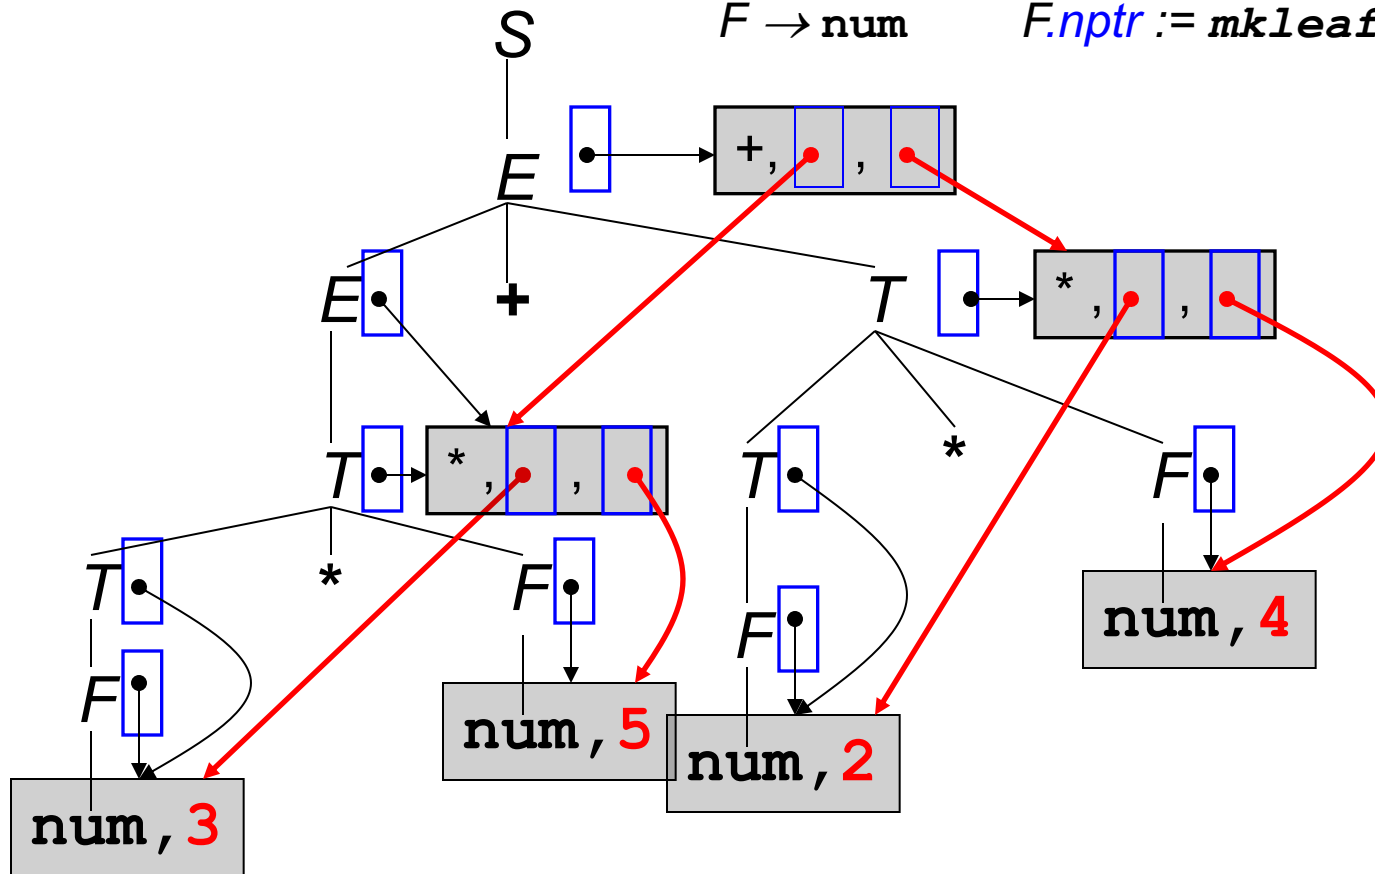 S F → num F.nptr := mkleaf
+, ,
E
E + T *, ,
T *, , T * F
T * F num,4
F F
num,5 num,2
num,3